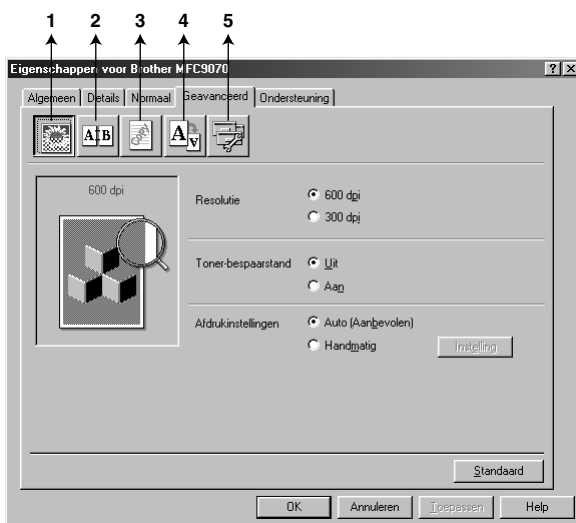 1 2 3 4 5
Eigenschappen voor Brother MFC9070
Algemeen Details Normaal Geavanceerd Ondersteuning
A B COPY A A
600 dpi
Resolutie
600 dpi
300 dpi
Toner-bespaarstand
Uit
Aan
Afdrukinstellingen
Auto (Aanbevolen)
Handmatig
Instelling
Standaard
OK Annuleren Toepassen Help